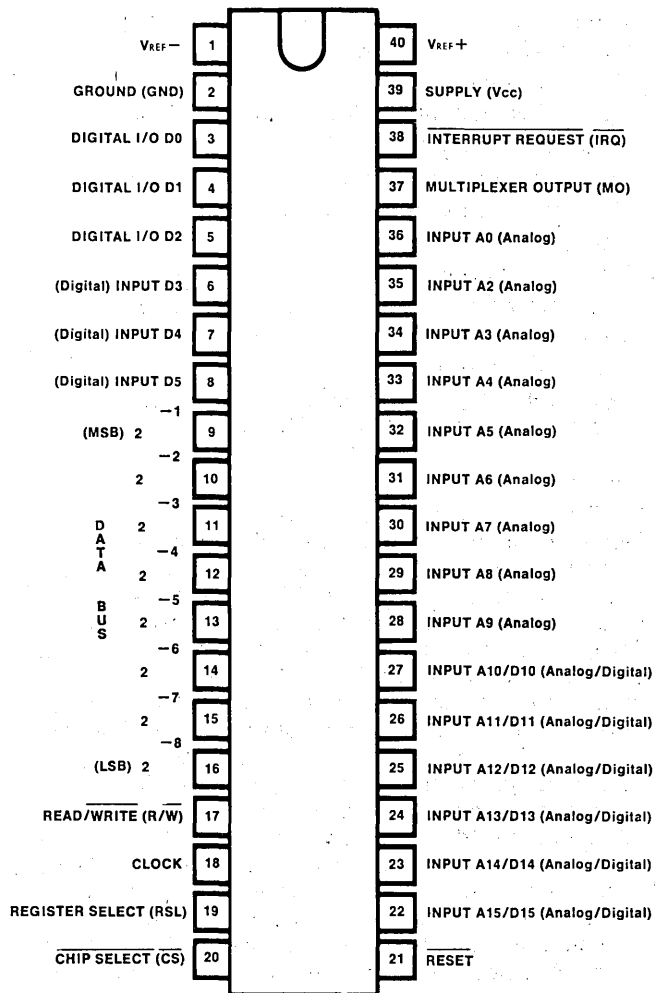 VREF− 1
GROUND (GND) 2
DIGITAL I/O D0 3
DIGITAL I/O D1 4
DIGITAL I/O D2 5
(Digital) INPUT D3 6
(Digital) INPUT D4 7
(Digital) INPUT D5 8
DATA BUS
(MSB) 2 −1 9
2 −2 10
2 −3 11
2 −4 12
2 −5 13
2 −6 14
2 −7 15
(LSB) 2 −8 16
READ/WRITE (R/W) 17
CLOCK 18
REGISTER SELECT (RSL) 19
CHIP SELECT (CS) 20
40 VREF+
39 SUPPLY (Vcc)
38 INTERRUPT REQUEST (IRQ)
37 MULTIPLEXER OUTPUT (MO)
36 INPUT A0 (Analog)
35 INPUT A2 (Analog)
34 INPUT A3 (Analog)
33 INPUT A4 (Analog)
32 INPUT A5 (Analog)
31 INPUT A6 (Analog)
30 INPUT A7 (Analog)
29 INPUT A8 (Analog)
28 INPUT A9 (Analog)
27 INPUT A10/D10 (Analog/Digital)
26 INPUT A11/D11 (Analog/Digital)
25 INPUT A12/D12 (Analog/Digital)
24 INPUT A13/D13 (Analog/Digital)
23 INPUT A14/D14 (Analog/Digital)
22 INPUT A15/D15 (Analog/Digital)
21 RESET